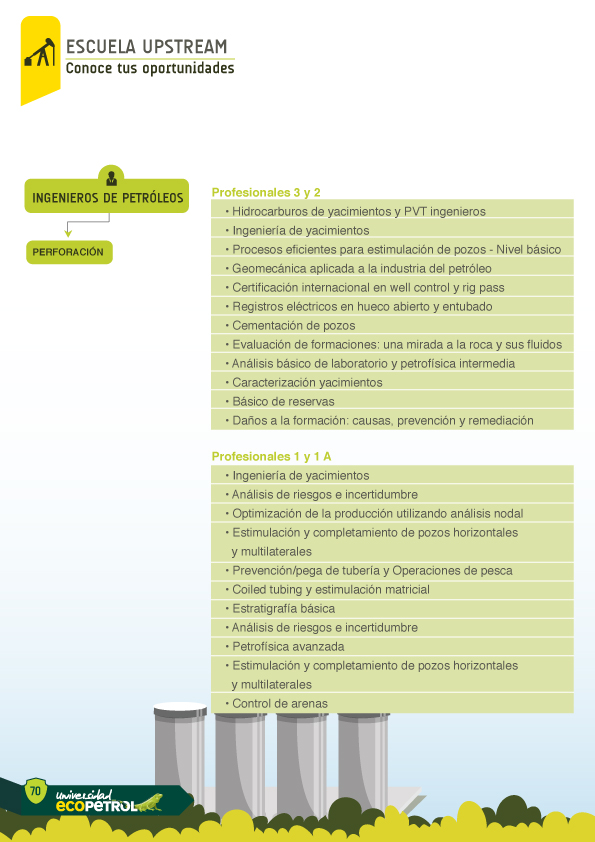 ESCUELA UPSTREAM
Conoce tus oportunidades
INGENIEROS DE PETRÓLEOS
PERFORACIÓN
Profesionales 3 y 2
• Hidrocarburos de yacimientos y PVT ingenieros
• Ingeniería de yacimientos
• Procesos eficientes para estimulación de pozos - Nivel básico
• Geomecánica aplicada a la industria del petróleo
• Certificación internacional en well control y rig pass
• Registros eléctricos en hueco abierto y entubado
• Cementación de pozos
• Evaluación de formaciones: una mirada a la roca y sus fluidos
• Análisis básico de laboratorio y petrofísica intermedia
• Caracterización yacimientos
• Básico de reservas
• Daños a la formación: causas, prevención y remediación
Profesionales 1 y 1 A
• Ingeniería de yacimientos
• Análisis de riesgos e incertidumbre
• Optimización de la producción utilizando análisis nodal
• Estimulación y completamiento de pozos horizontales
y multilaterales
• Prevención/pega de tubería y Operaciones de pesca
• Coiled tubing y estimulación matricial
• Estratigrafía básica
• Análisis de riesgos e incertidumbre
• Petrofísica avanzada
• Estimulación y completamiento de pozos horizontales
y multilaterales
• Control de arenas
70
universidad
ECOPETROL